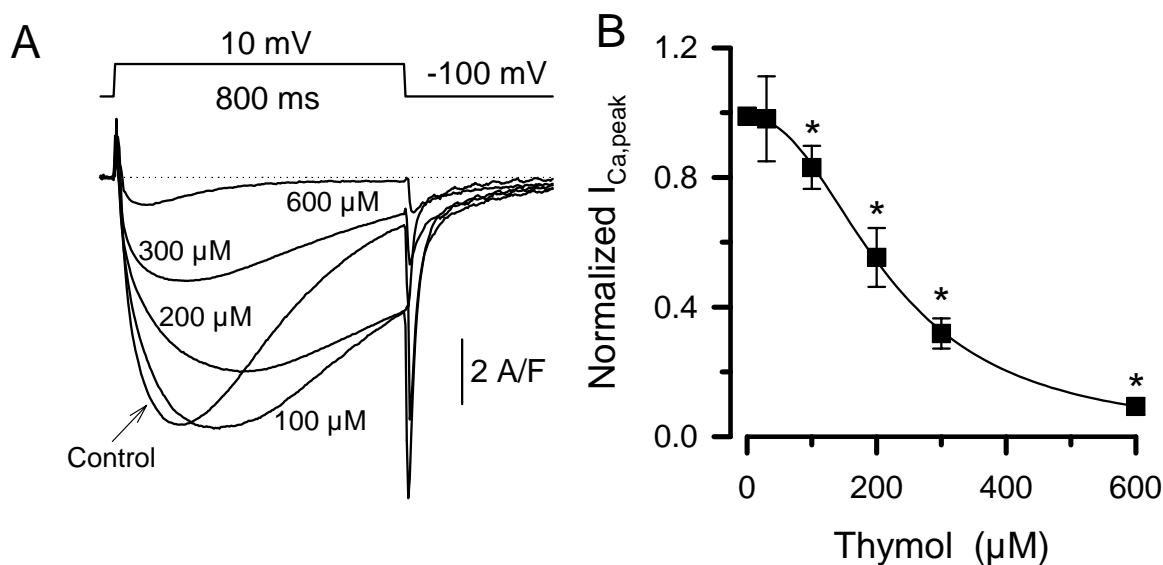 A
10 mV
-100 mV
800 ms
600 µM
300 µM
200 µM
100 µM
2 A/F
Control
B
Normalized I_Ca,peak
1.2
0.8
0.4
0.0
*
*
*
*
*
0
200
400
600
Thymol (µM)